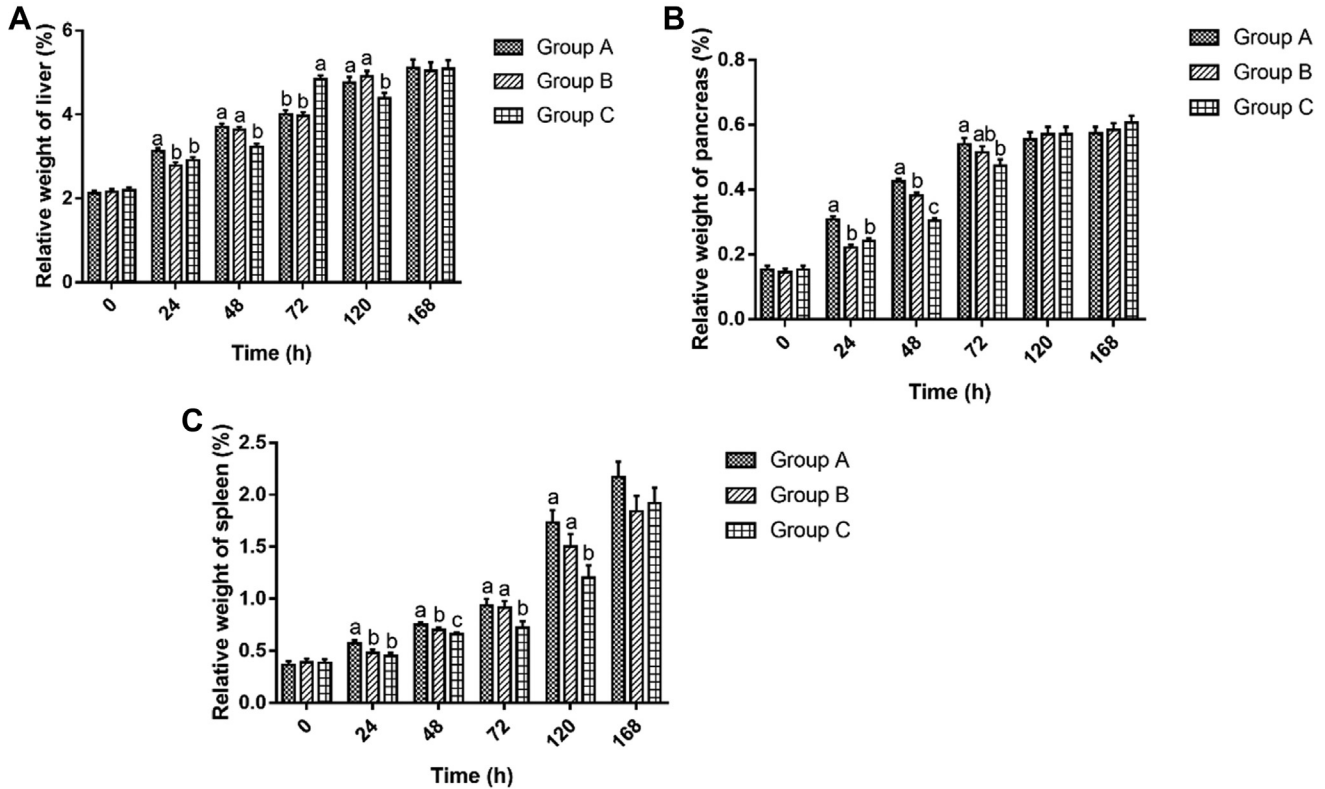 A
Relative weight of liver (%)
6
4
2
0
a
b
b
a
a
b
b
b
a
a
a
b
0
24
48
72
120
168
Time (h)
Group A
Group B
Group C
B
Relative weight of pancreas (%)
0.8
0.6
0.4
0.2
0.0
a
b
b
a
b
c
a
ab
b
0
24
48
72
120
168
Time (h)
Group A
Group B
Group C
C
Relative weight of spleen (%)
2.5
2.0
1.5
1.0
0.5
0.0
a
b
b
a
b
c
a
a
b
a
a
b
0
24
48
72
120
168
Time (h)
Group A
Group B
Group C